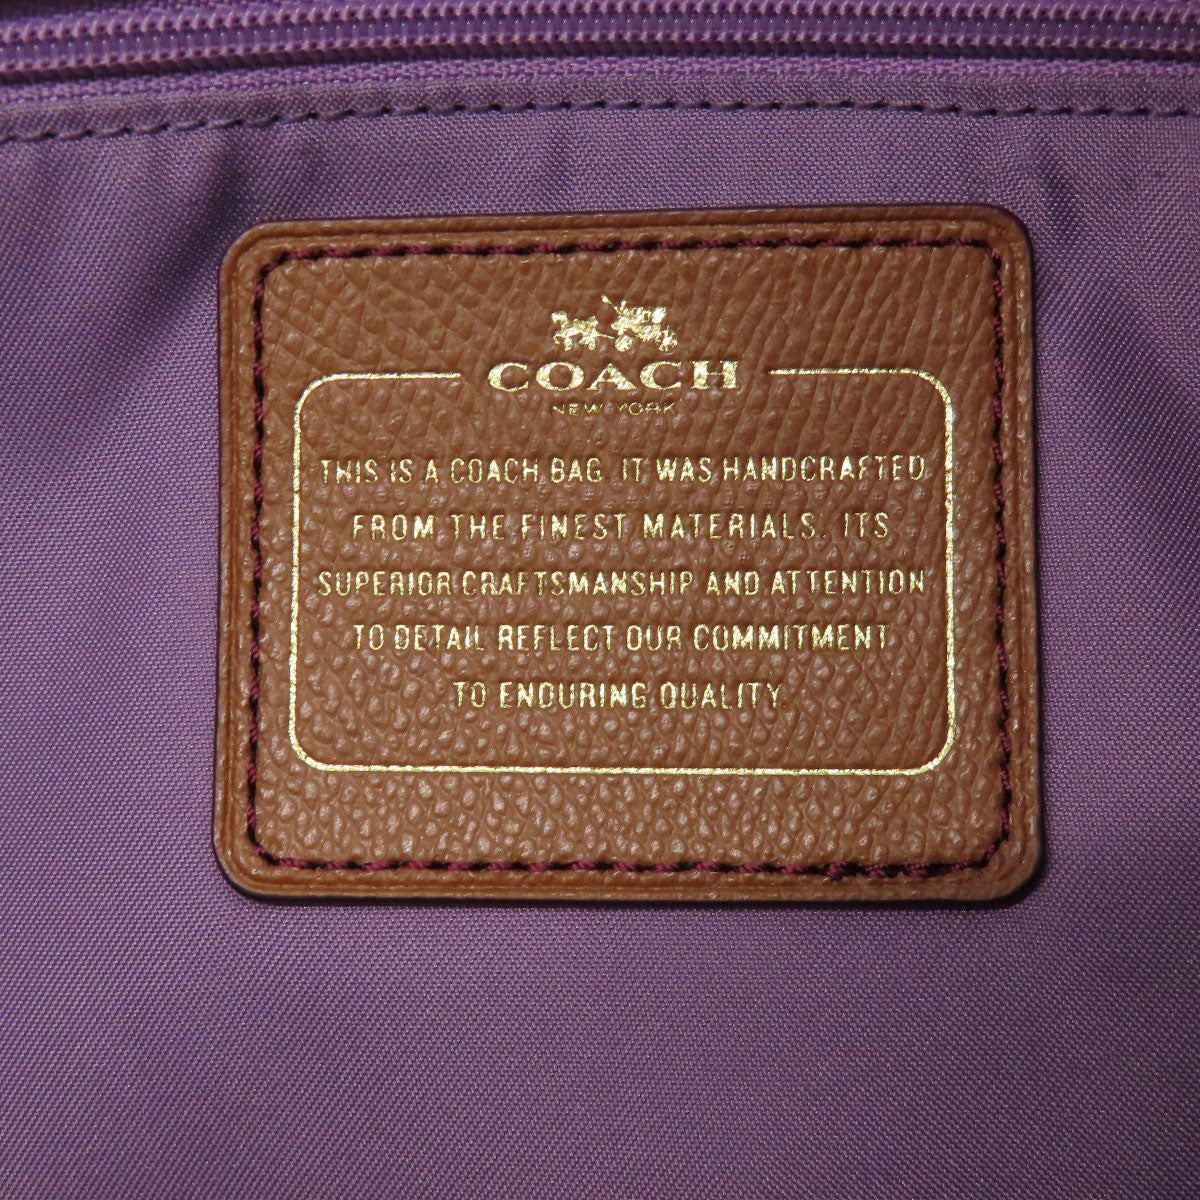 COACH
NEW YORK
THIS IS A COACH BAG. IT WAS HANDCRAFTED
FROM THE FINEST MATERIALS. ITS
SUPERIOR CRAFTSMANSHIP AND ATTENTION
TO DETAIL REFLECT OUR COMMITMENT
TO ENDURING QUALITY.